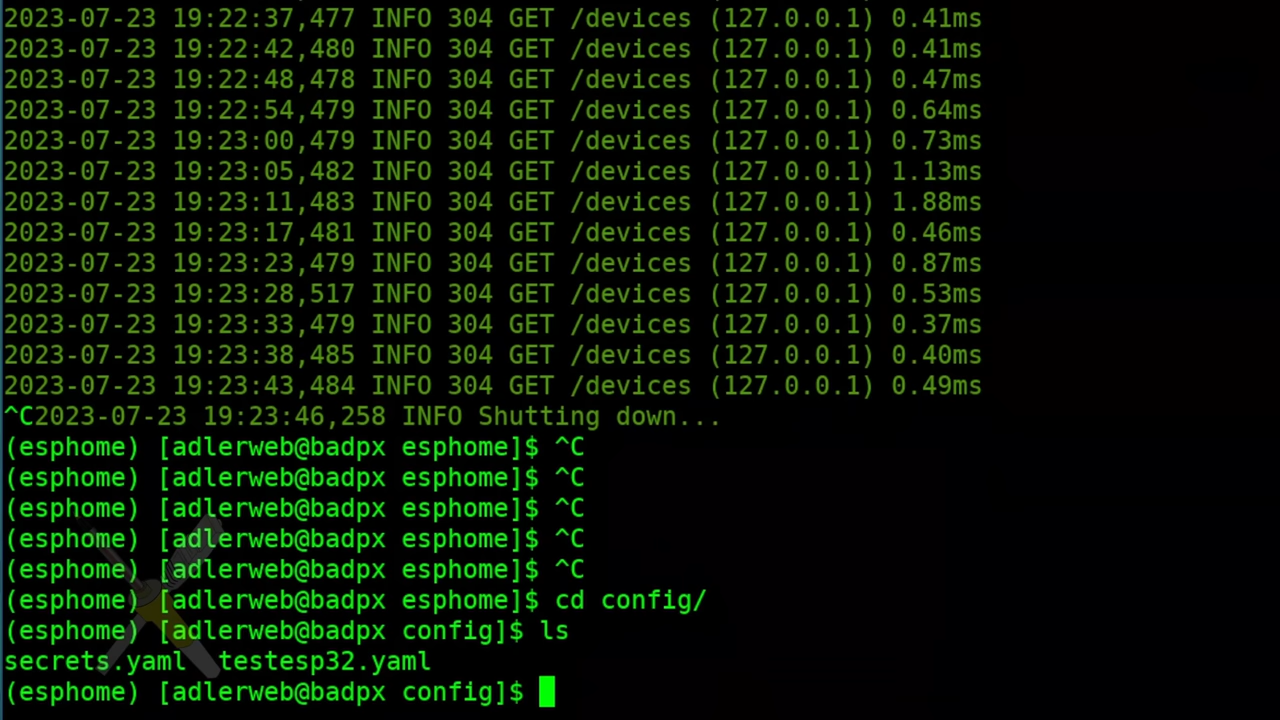 2023-07-23 19:22:37,477 INFO 304 GET /devices (127.0.0.1) 0.41ms
2023-07-23 19:22:42,480 INFO 304 GET /devices (127.0.0.1) 0.41ms
2023-07-23 19:22:48,478 INFO 304 GET /devices (127.0.0.1) 0.47ms
2023-07-23 19:22:54,479 INFO 304 GET /devices (127.0.0.1) 0.64ms
2023-07-23 19:23:00,479 INFO 304 GET /devices (127.0.0.1) 0.73ms
2023-07-23 19:23:05,482 INFO 304 GET /devices (127.0.0.1) 1.13ms
2023-07-23 19:23:11,483 INFO 304 GET /devices (127.0.0.1) 1.88ms
2023-07-23 19:23:17,481 INFO 304 GET /devices (127.0.0.1) 0.46ms
2023-07-23 19:23:23,479 INFO 304 GET /devices (127.0.0.1) 0.87ms
2023-07-23 19:23:28,517 INFO 304 GET /devices (127.0.0.1) 0.53ms
2023-07-23 19:23:33,479 INFO 304 GET /devices (127.0.0.1) 0.37ms
2023-07-23 19:23:38,485 INFO 304 GET /devices (127.0.0.1) 0.40ms
2023-07-23 19:23:43,484 INFO 304 GET /devices (127.0.0.1) 0.49ms
^C2023-07-23 19:23:46,258 INFO Shutting down...
(esphome) [adlerweb@badpx esphome]$ ^C
(esphome) [adlerweb@badpx esphome]$ ^C
(esphome) [adlerweb@badpx esphome]$ ^C
(esphome) [adlerweb@badpx esphome]$ ^C
(esphome) [adlerweb@badpx esphome]$ ^C
(esphome) [adlerweb@badpx esphome]$ cd config/
(esphome) [adlerweb@badpx config]$ ls
secrets.yaml  testesp32.yaml
(esphome) [adlerweb@badpx config]$